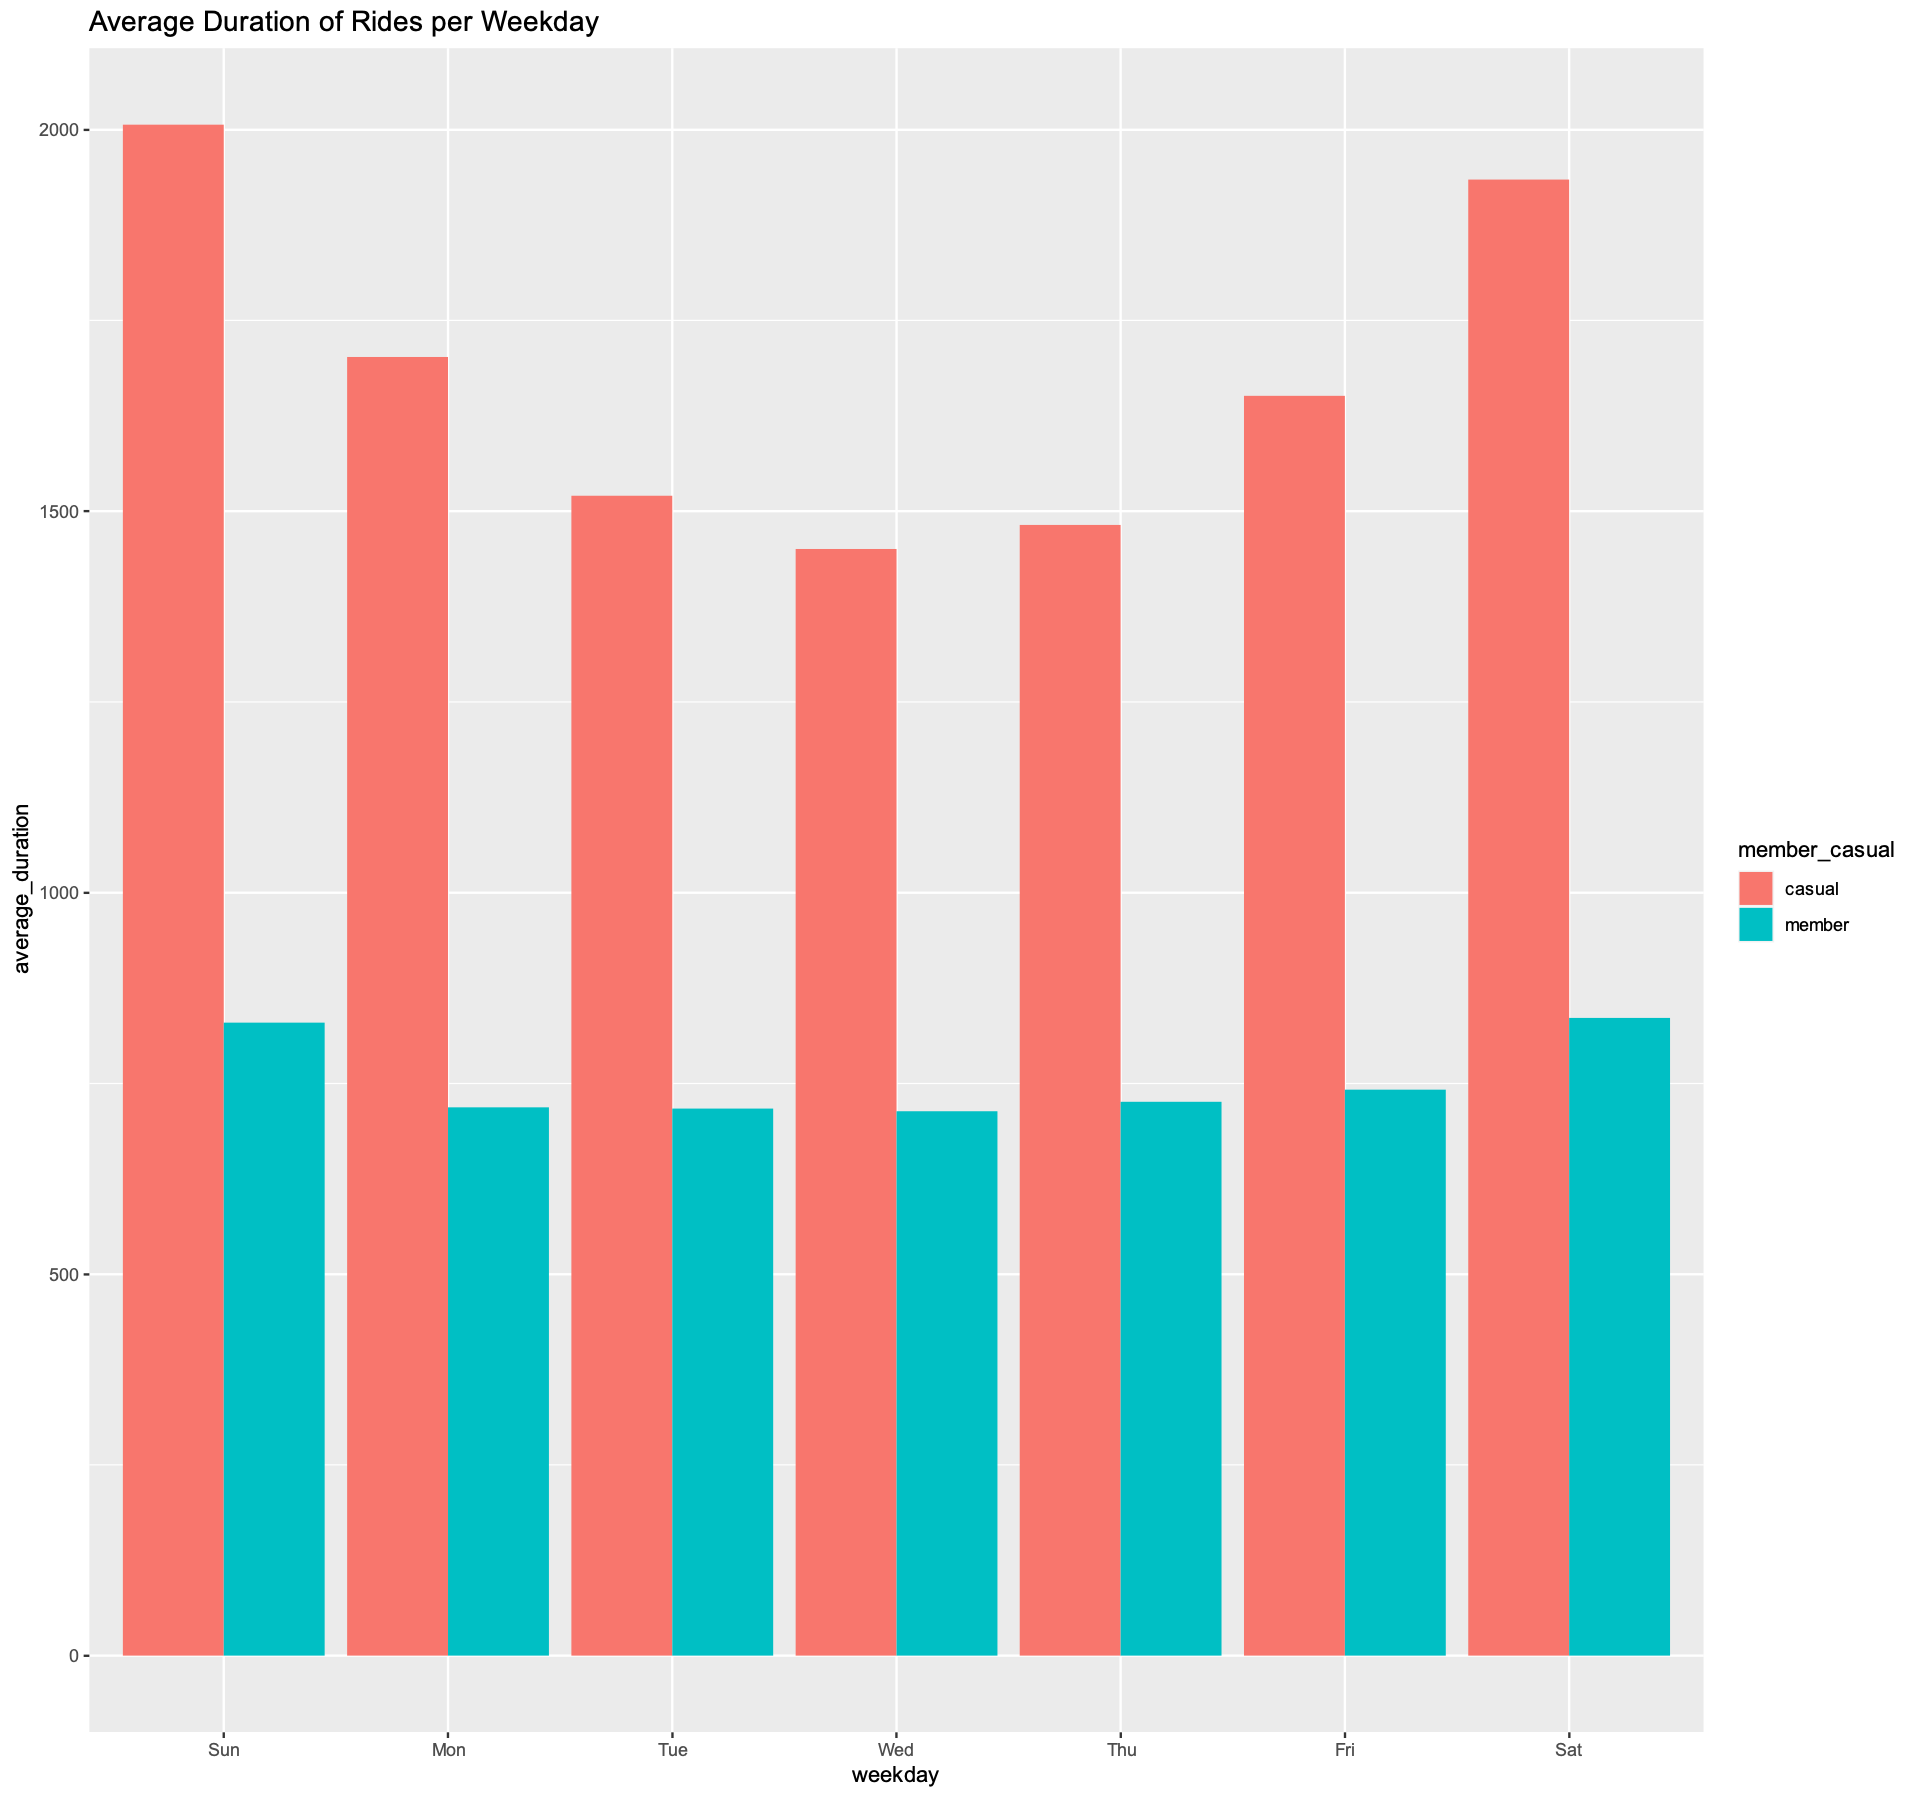 Average Duration of Rides per Weekday
average_duration
2000
1500
1000
500
0
Sun
Mon
Tue
Wed
Thu
Fri
Sat
weekday
member_casual
casual
member